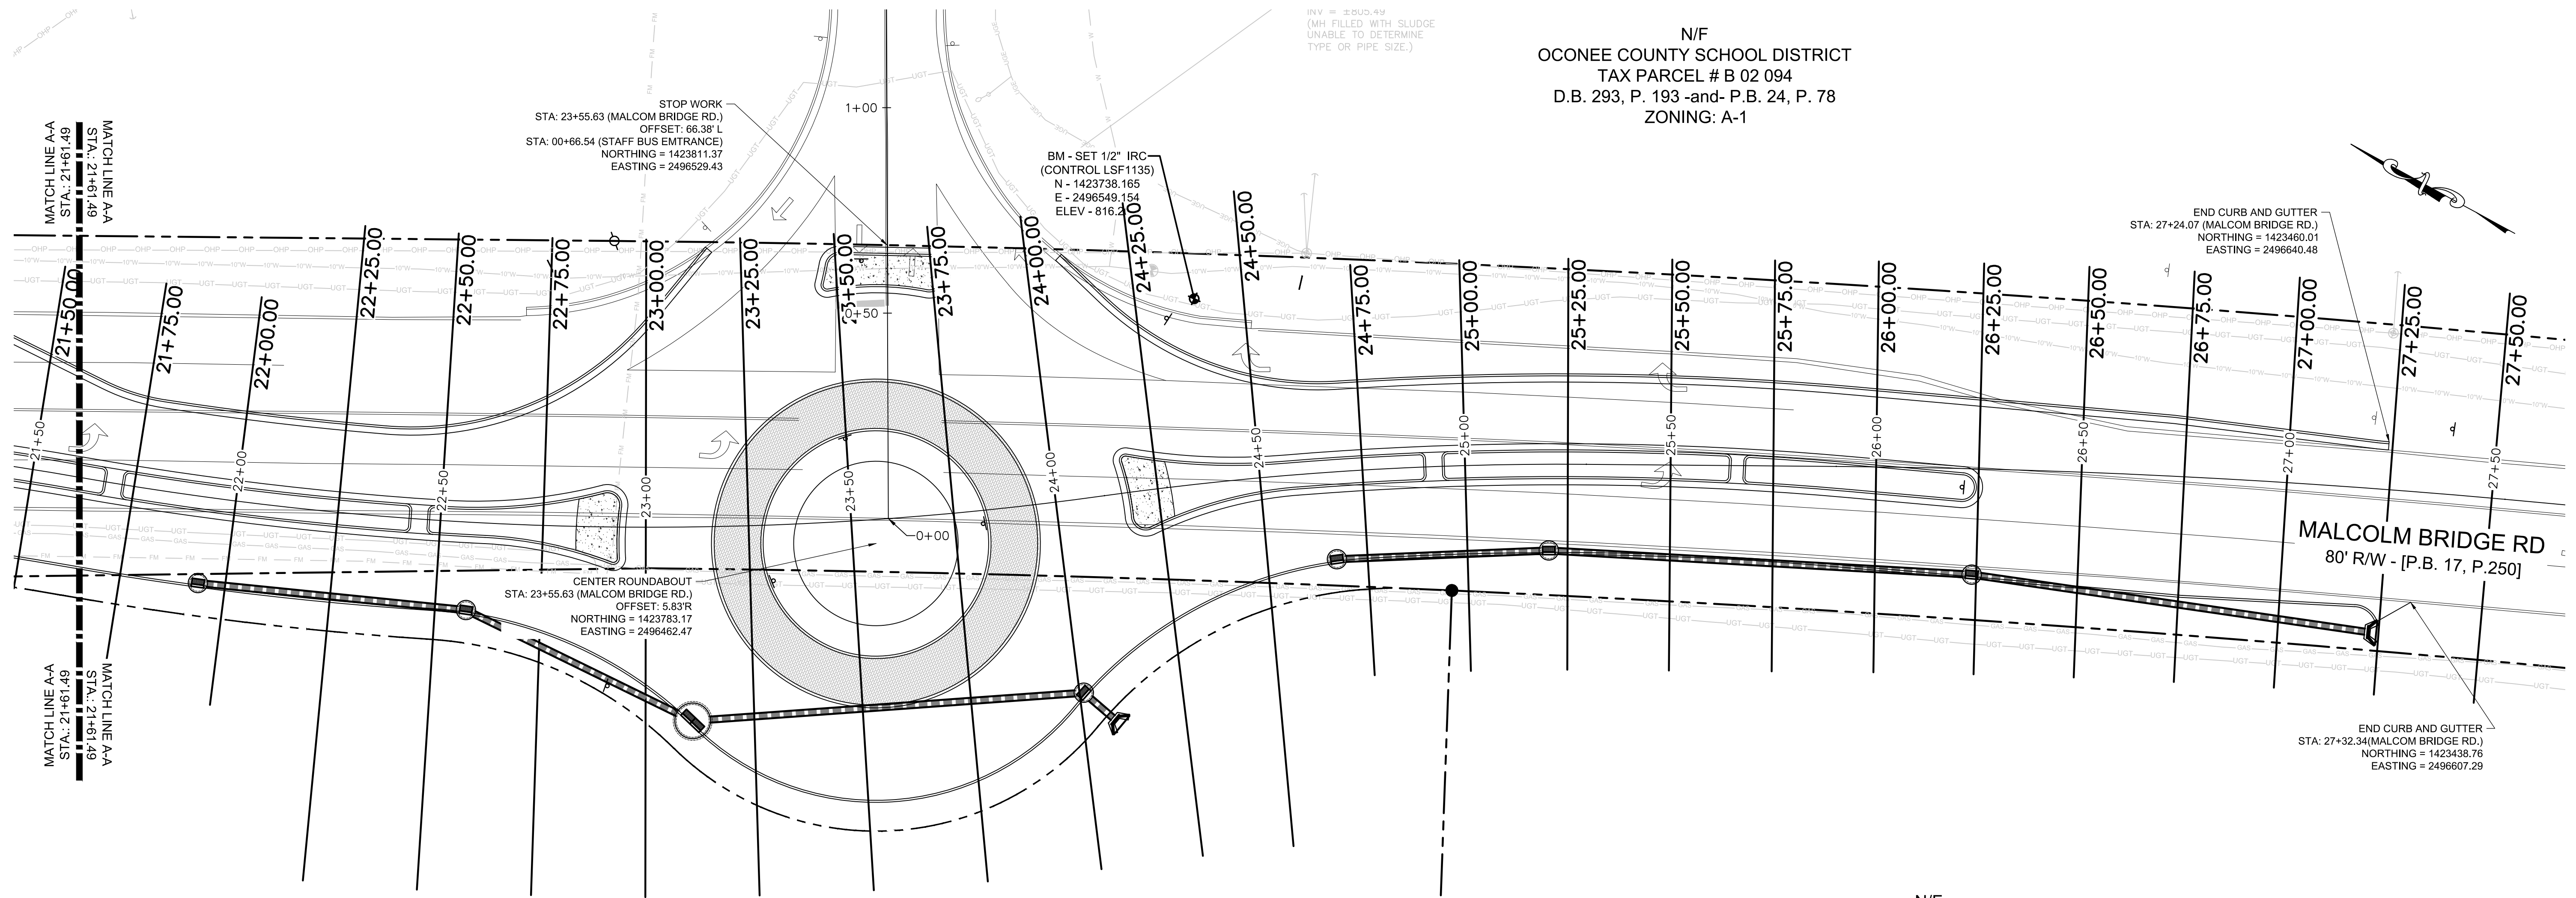 INV = ±805.49
(MH FILLED WITH SLUDGE
UNABLE TO DETERMINE
TYPE OR PIPE SIZE.)
N/F
OCONEE COUNTY SCHOOL DISTRICT
TAX PARCEL # B 02 094
D.B. 293, P. 193 -and- P.B. 24, P. 78
ZONING: A-1
STOP WORK
STA: 23+55.63 (MALCOM BRIDGE RD.)
OFFSET: 66.38' L
STA: 00+66.54 (STAFF BUS EMTRANCE)
NORTHING = 1423811.37
EASTING = 2496529.43
1+00
0+50
0+00
BM - SET 1/2" IRC
(CONTROL LSF1135)
N - 1423738.165
E - 2496549.154
ELEV - 816.2
END CURB AND GUTTER
STA: 27+24.07 (MALCOM BRIDGE RD.)
NORTHING = 1423460.01
EASTING = 2496640.48
MATCH LINE A-A
STA.: 21+61.49
MATCH LINE A-A
STA.: 21+61.49
21+50.00
21+75.00
22+00.00
22+25.00
22+50.00
22+75.00
23+00.00
23+25.00
23+50.00
23+75.00
24+00.00
24+25.00
24+50.00
24+75.00
25+00.00
25+25.00
25+50.00
25+75.00
26+00.00
26+25.00
26+50.00
26+75.00
27+00.00
27+25.00
27+50.00
21+50
22+00
22+50
23+00
23+50
24+00
24+50
25+00
25+50
26+00
26+50
27+00
27+50
MALCOLM BRIDGE RD
80' R/W - [P.B. 17, P.250]
CENTER ROUNDABOUT
STA: 23+55.63 (MALCOM BRIDGE RD.)
OFFSET: 5.83'R
NORTHING = 1423783.17
EASTING = 2496462.47
MATCH LINE A-A
STA.: 21+61.49
MATCH LINE A-A
STA.: 21+61.49
END CURB AND GUTTER
STA: 27+32.34(MALCOM BRIDGE RD.)
NORTHING = 1423438.76
EASTING = 2496607.29
N/F